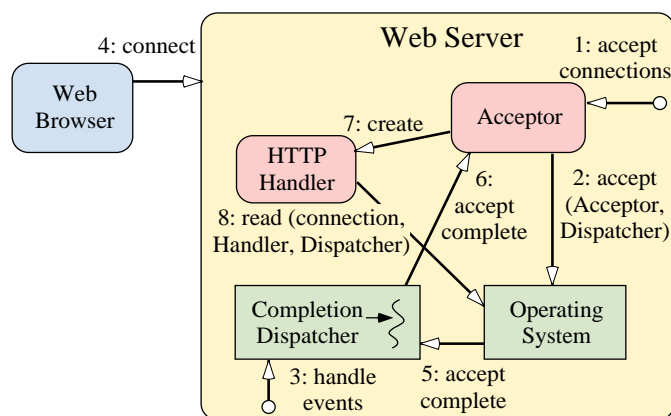 Web Server
4: connect
1: accept
connections
Web
Browser
Acceptor
7: create
HTTP
Handler
6:
accept
complete
2: accept
(Acceptor,
Dispatcher)
8: read (connection,
Handler, Dispatcher)
Completion
Dispatcher
Operating
System
3: handle
events
5: accept
complete